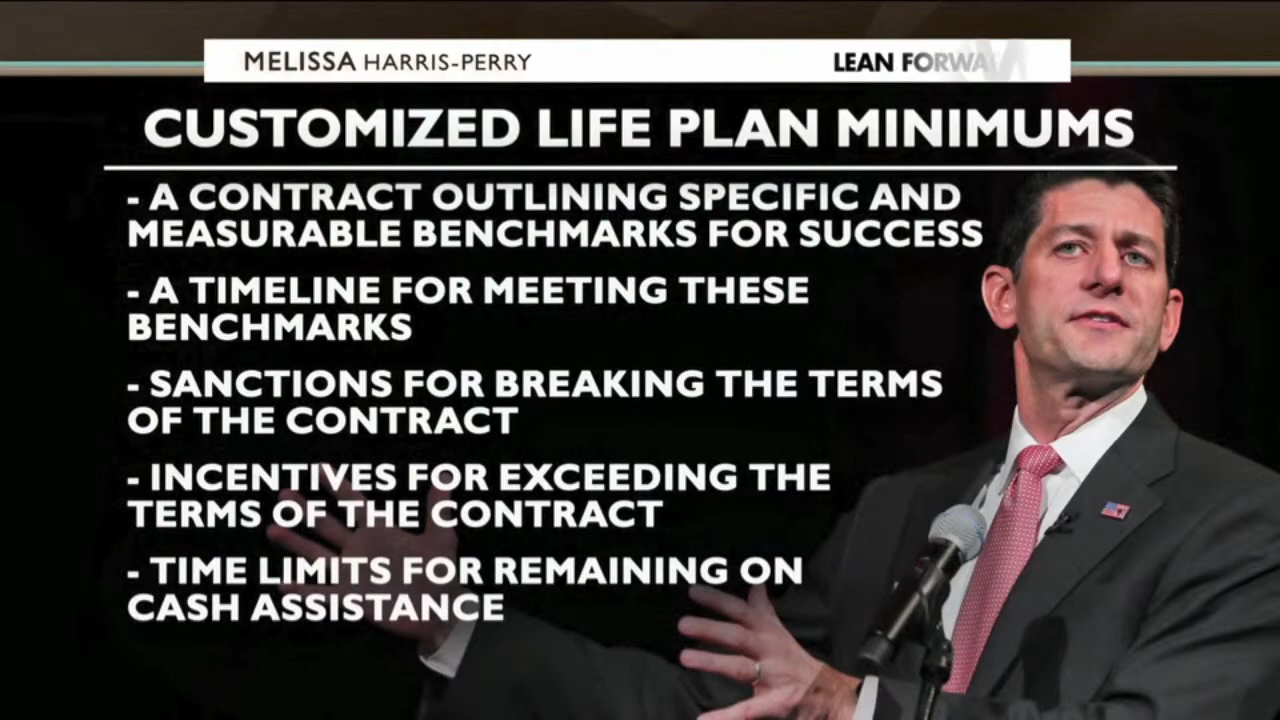 MELISSA HARRIS-PERRY
LEAN FORWA
CUSTOMIZED LIFE PLAN MINIMUMS
- A CONTRACT OUTLINING SPECIFIC AND
MEASURABLE BENCHMARKS FOR SUCCESS
- A TIMELINE FOR MEETING THESE
BENCHMARKS
- SANCTIONS FOR BREAKING THE TERMS
OF THE CONTRACT
- INCENTIVES FOR EXCEEDING THE
TERMS OF THE CONTRACT
- TIME LIMITS FOR REMAINING ON
CASH ASSISTANCE